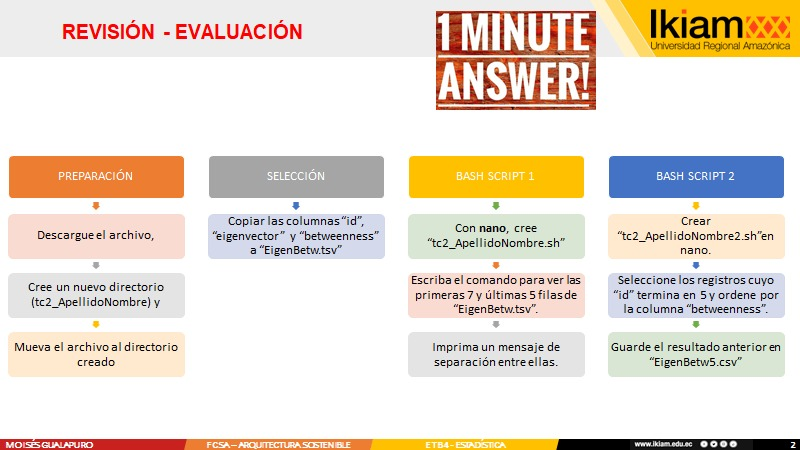 REVISIÓN - EVALUACIÓN
1 MINUTE
ANSWER!
Ikiam
Universidad Regional Amazónica
PREPARACIÓN
Descargue el archivo,
Cree un nuevo directorio
(tc2_ApellidoNombre) y
Mueva el archivo al directorio
creado
SELECCIÓN
Copiar las columnas “id”,
“eigenvector” y “betweenness”
a “EigenBetw.tsv”
BASH SCRIPT 1
Con nano, cree
“tc2_ApellidoNombre.sh”
Escriba el comando para ver las
primeras 7 y últimas 5 filas de
“EigenBetw.tsv”.
Imprima un mensaje de
separación entre ellas.
BASH SCRIPT 2
Crear
“tc2_ApellidoNombre2.sh”en
nano.
Seleccione los registros cuyo
“id” termina en 5 y ordene por
la columna “betweenness”.
Guarde el resultado anterior en
“EigenBetw5.csv”
MOISÉS GUALAPURO
FCSA – ARQUITECTURA SOSTENIBLE
ETB4 - ESTADÍSTICA
www.ikiam.edu.ec
2